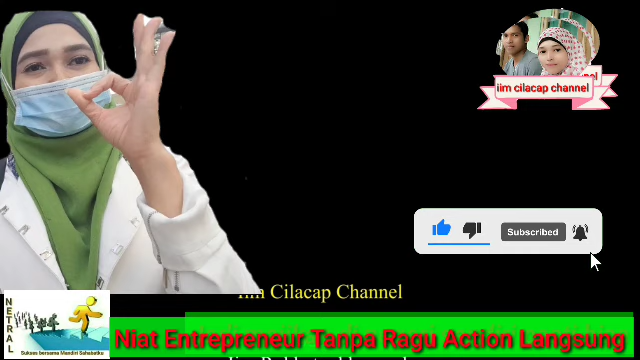 iim cilacap channel
Subscribed
Iim Cilacap Channel
NETRAL
Sukses bersama Mandiri Sahabatku
Niat Entrepreneur Tanpa Ragu Action Langsung